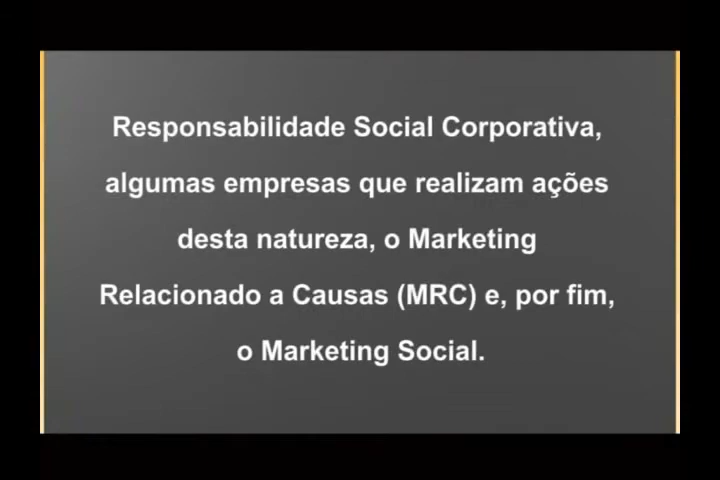 Responsabilidade Social Corporativa,
algumas empresas que realizam ações
desta natureza, o Marketing
Relacionado a Causas (MRC) e, por fim,
o Marketing Social.